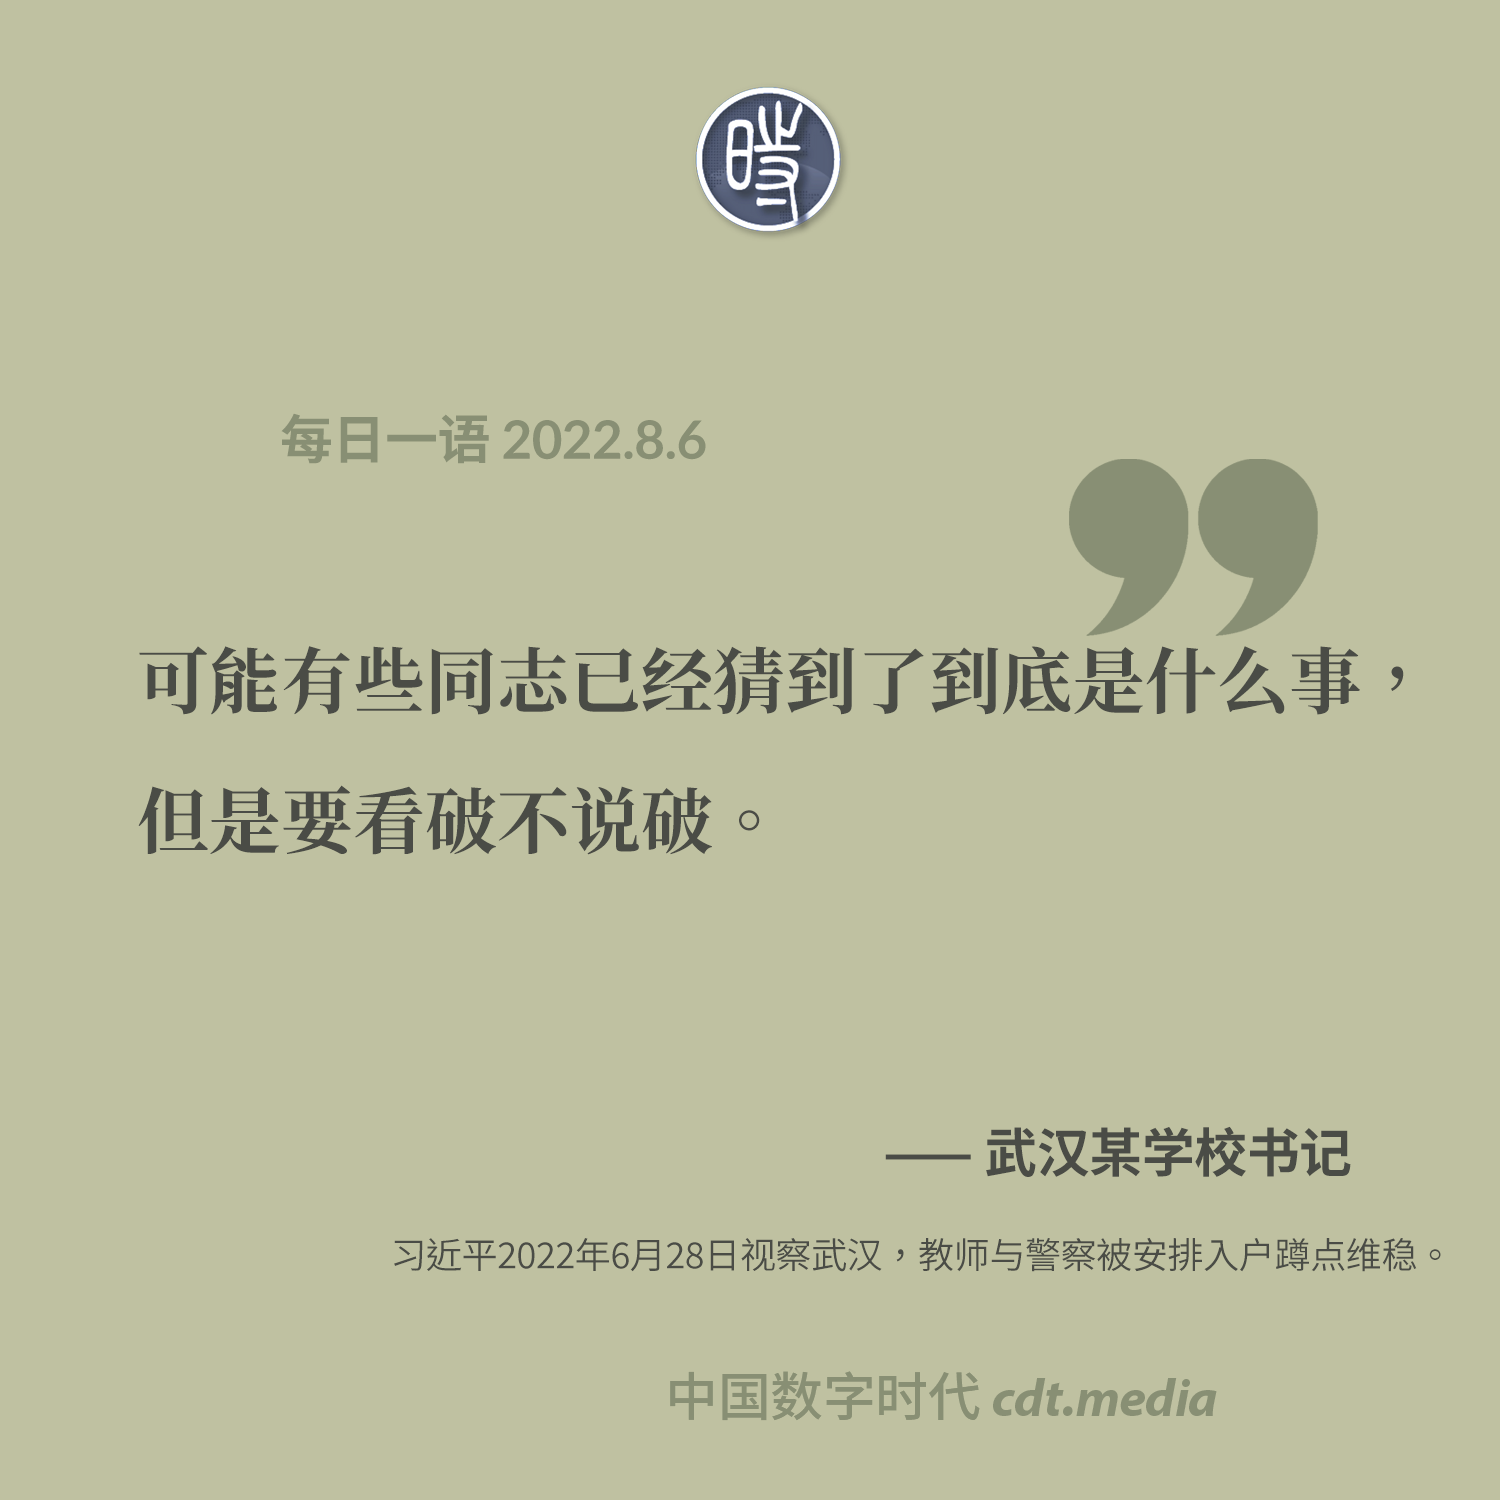 時
每日一语 2022.8.6
可能有些同志已经猜到了到底是什么事，
但是要看破不说破。
—— 武汉某学校书记
习近平2022年6月28日视察武汉，教师与警察被安排入户蹲点维稳。
中国数字时代 cdt.media